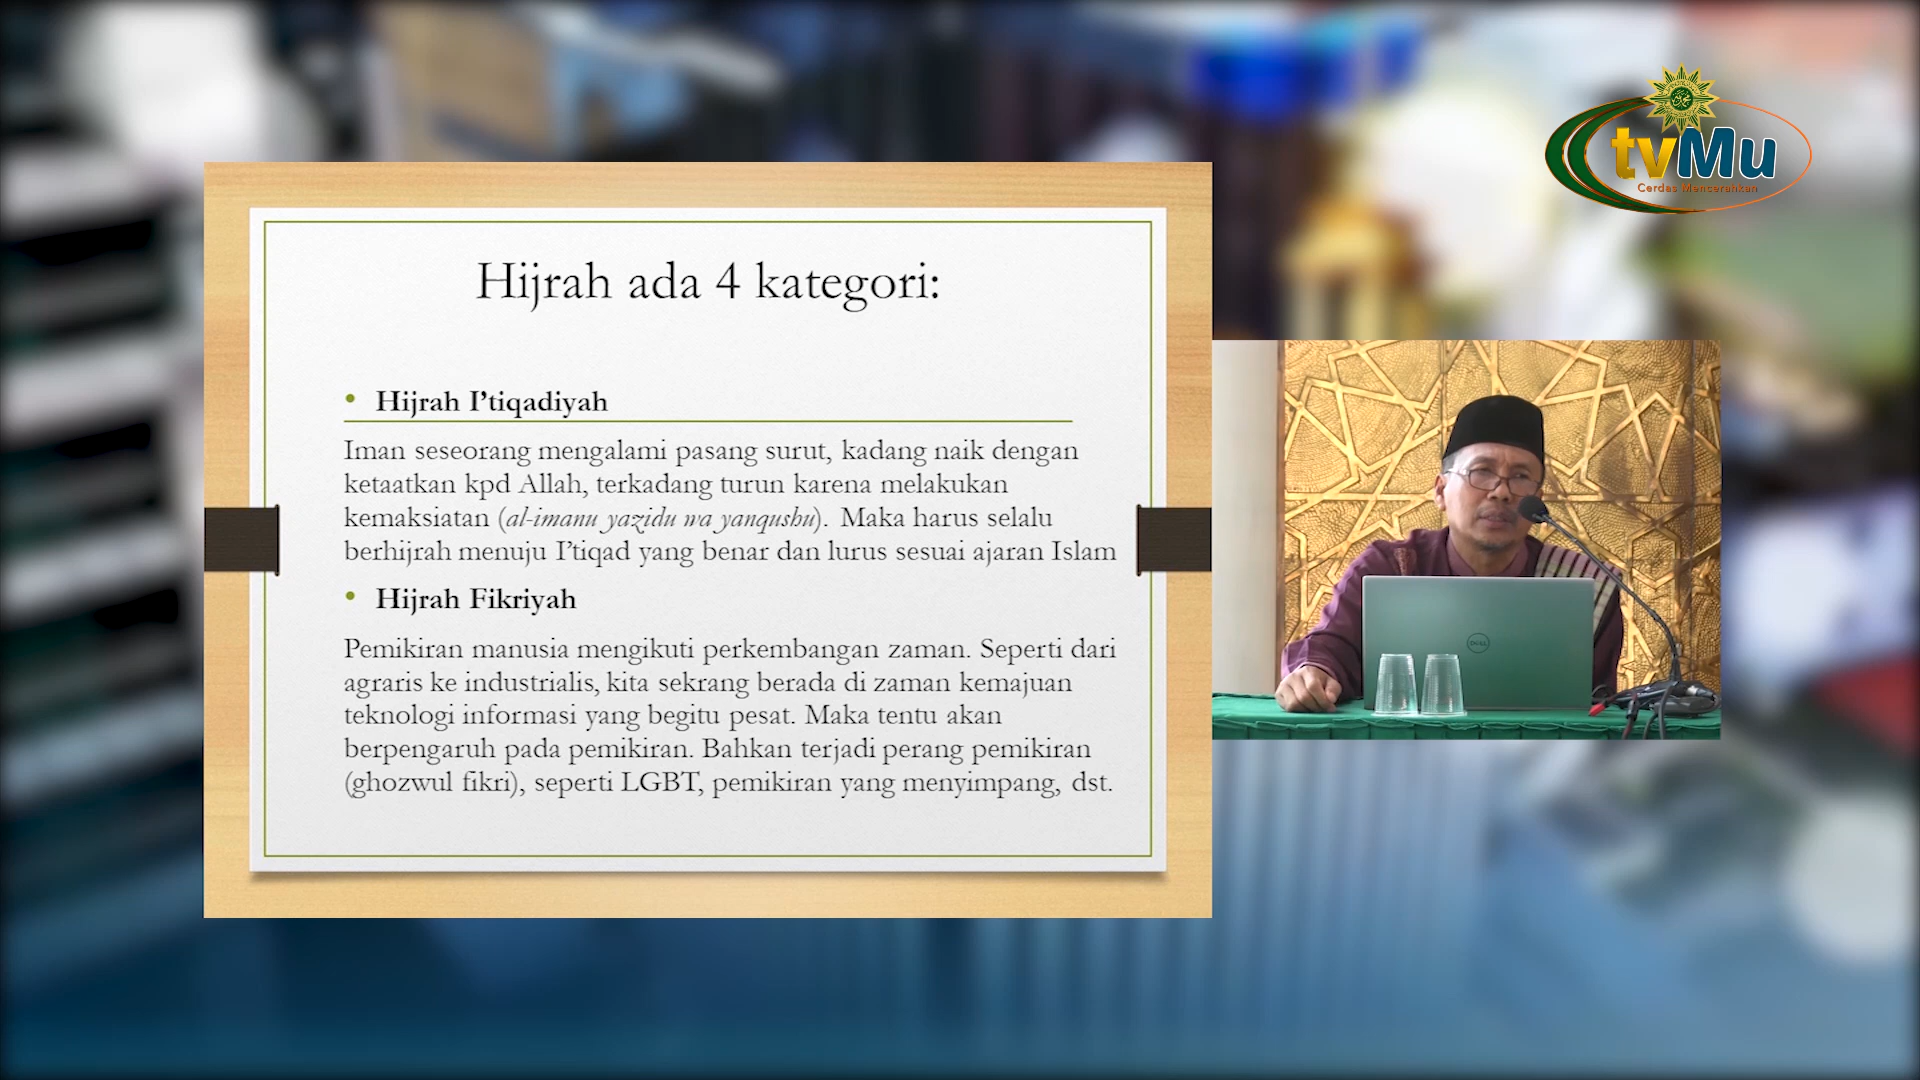 tvMu
Cerdas Mencerahkan
Hijrah ada 4 kategori:
• Hijrah I'tiqadiyah
Iman seseorang mengalami pasang surut, kadang naik dengan
ketaatkan kpd Allah, terkadang turun karena melakukan
kemaksiatan (al-imanu yazidu wa yanqushu). Maka harus selalu
berhijrah menuju I'tiqad yang benar dan lurus sesuai ajaran Islam
• Hijrah Fikriyah
Pemikiran manusia mengikuti perkembangan zaman. Seperti dari
agraris ke industrialis, kita sekrang berada di zaman kemajuan
teknologi informasi yang begitu pesat. Maka tentu akan
berpengaruh pada pemikiran. Bahkan terjadi perang pemikiran
(ghozwul fikri), seperti LGBT, pemikiran yang menyimpang, dst.
DELL